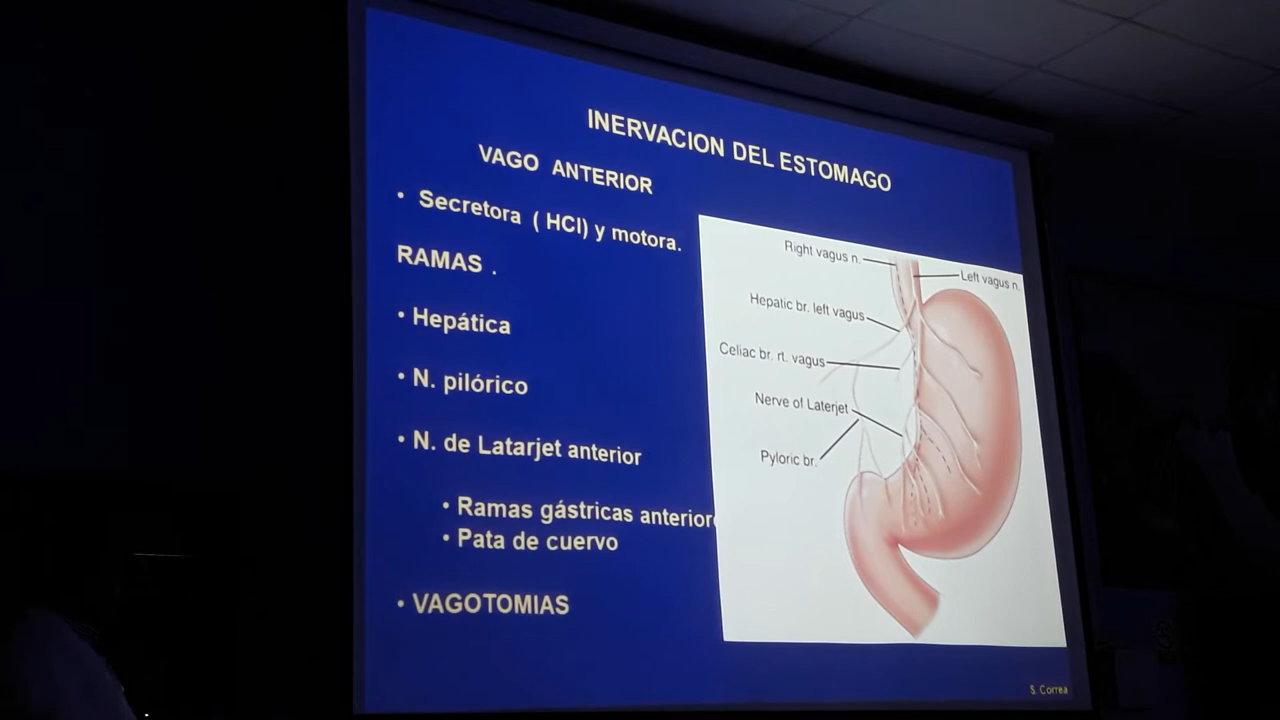 INERVACION DEL ESTOMAGO
VAGO ANTERIOR
• Secretora ( HCl) y motora.
RAMAS .
• Hepática
• N. pilórico
• N. de Latarjet anterior
• Ramas gástricas anterior
• Pata de cuervo
• VAGOTOMIAS
Right vagus n.
Left vagus n.
Hepatic br. left vagus
Celiac br. rt. vagus
Nerve of Laterjet
Pyloric br.
S. Correa